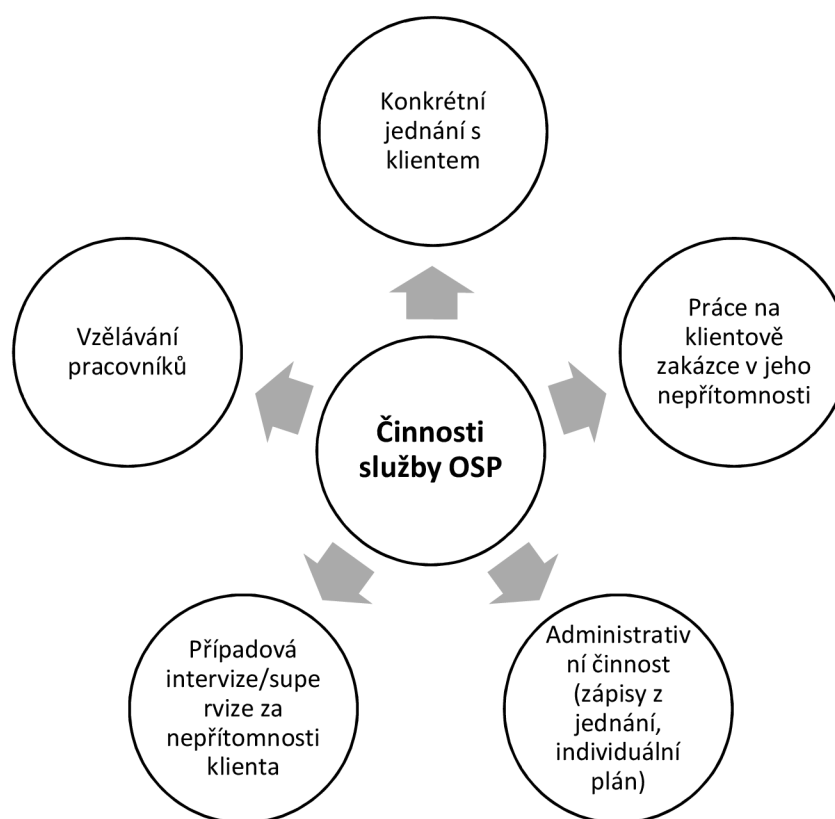 Konkrétní
jednání s
klientem
Vzělávání
pracovníků
Práce na
klientově
zakázce v jeho
nepřítomnosti
Činnosti
služby OSP
Případová
intervize/supe
rvize za
nepřítomnosti
klienta
Administrativ
ní činnost
(zápisy z
jednání,
individuální
plán)